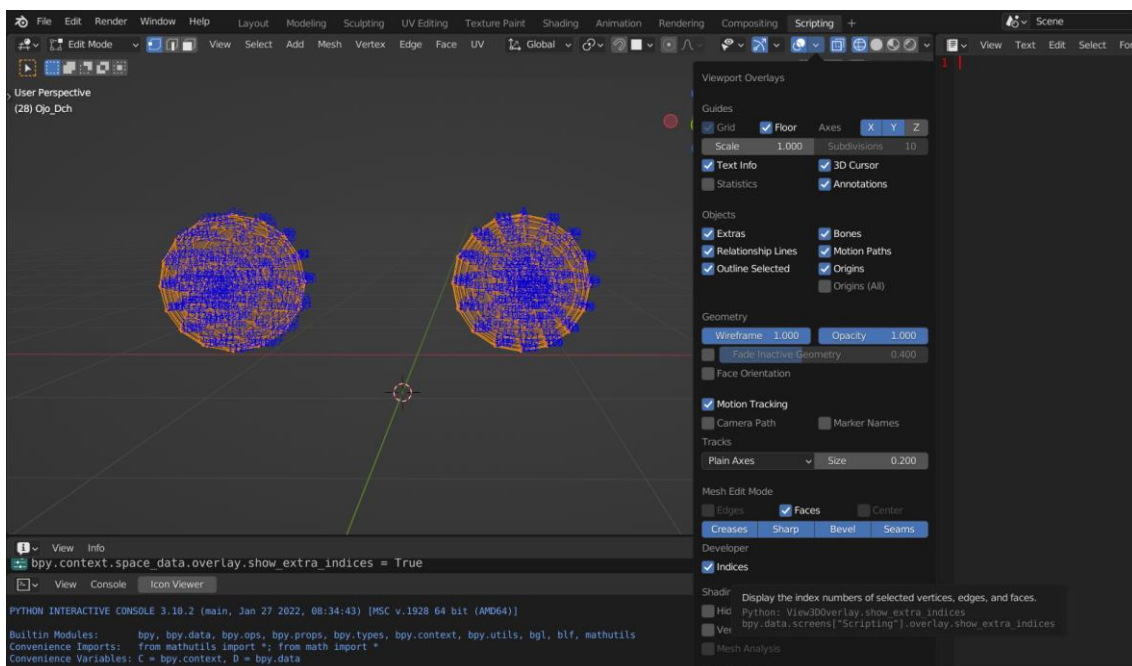 File Edit Render Window Help Layout Modeling Sculpting UV Editing Texture Paint Shading Animation Rendering Compositing Scripting + Scene
Edit Mode View Select Add Mesh Vertex Edge Face UV Global View Text Edit Select For
1
User Perspective
(28) Ojo_Dch
Viewport Overlays
Guides
Grid Floor Axes X Y Z
Scale 1.000 Subdivisions 10
Text Info 3D Cursor
Statistics Annotations
Objects
Extras Bones
Relationship Lines Motion Paths
Outline Selected Origins
Origins (All)
Geometry
Wireframe 1.000 Opacity 1.000
Fade Inactive Geometry 0.400
Face Orientation
Motion Tracking
Camera Path Marker Names
Tracks
Plain Axes Size 0.200
Mesh Edit Mode
Edges Faces Center
Creases Sharp Bevel Seams
Developer
Indices
Shadin
Hid
Ver
Mesh Analysis
Display the index numbers of selected vertices, edges, and faces.
Python: View3DOverlay.show_extra_indices
bpy.data.screens["Scripting"].overlay.show_extra_indices
View Info
bpy.context.space_data.overlay.show_extra_indices = True
View Console Icon Viewer
PYTHON INTERACTIVE CONSOLE 3.10.2 (main, Jan 27 2022, 08:34:43) [MSC v.1928 64 bit (AMD64)]
Builtin Modules: bpy, bpy.data, bpy.ops, bpy.props, bpy.types, bpy.context, bpy.utils, bgl, blf, mathutils
Convenience Imports: from mathutils import *; from math import *
Convenience Variables: C = bpy.context, D = bpy.data